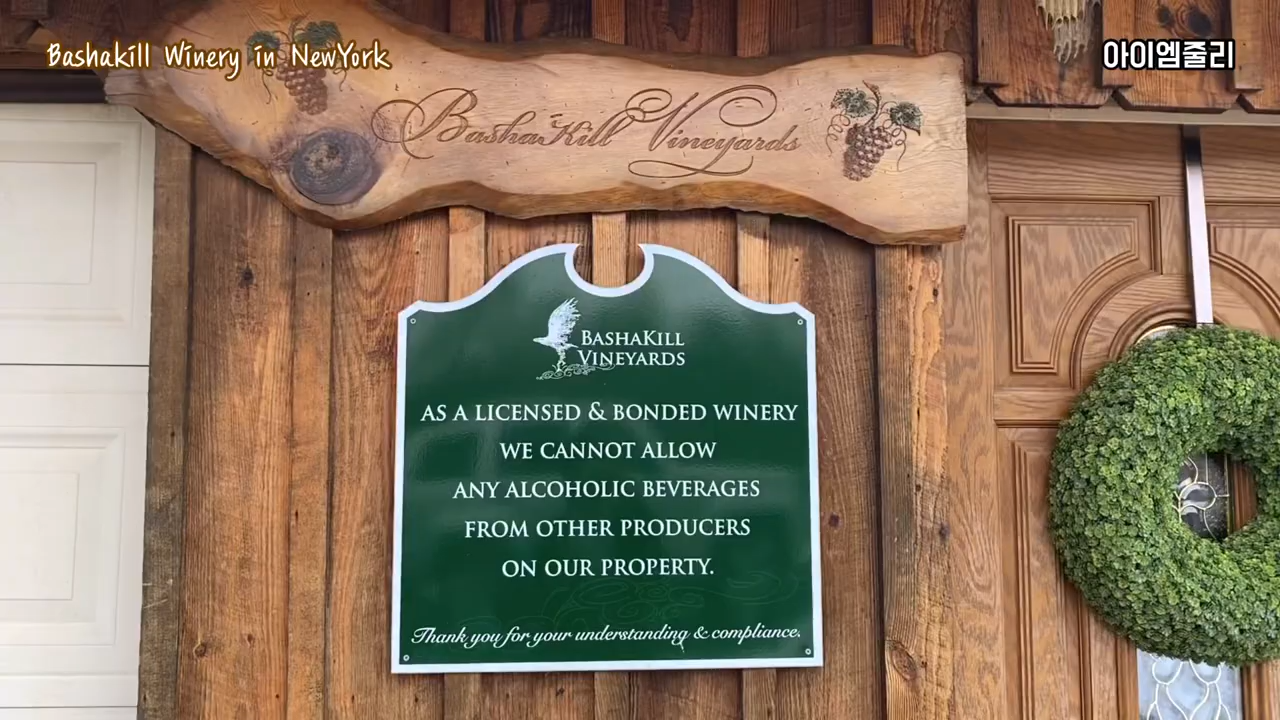 Bashakill Winery in NewYork
아이엠줄리
BashaKill Vineyards
BASHAKILL
VINEYARDS
AS A LICENSED & BONDED WINERY
WE CANNOT ALLOW
ANY ALCOHOLIC BEVERAGES
FROM OTHER PRODUCERS
ON OUR PROPERTY.
Thank you for your understanding & compliance.